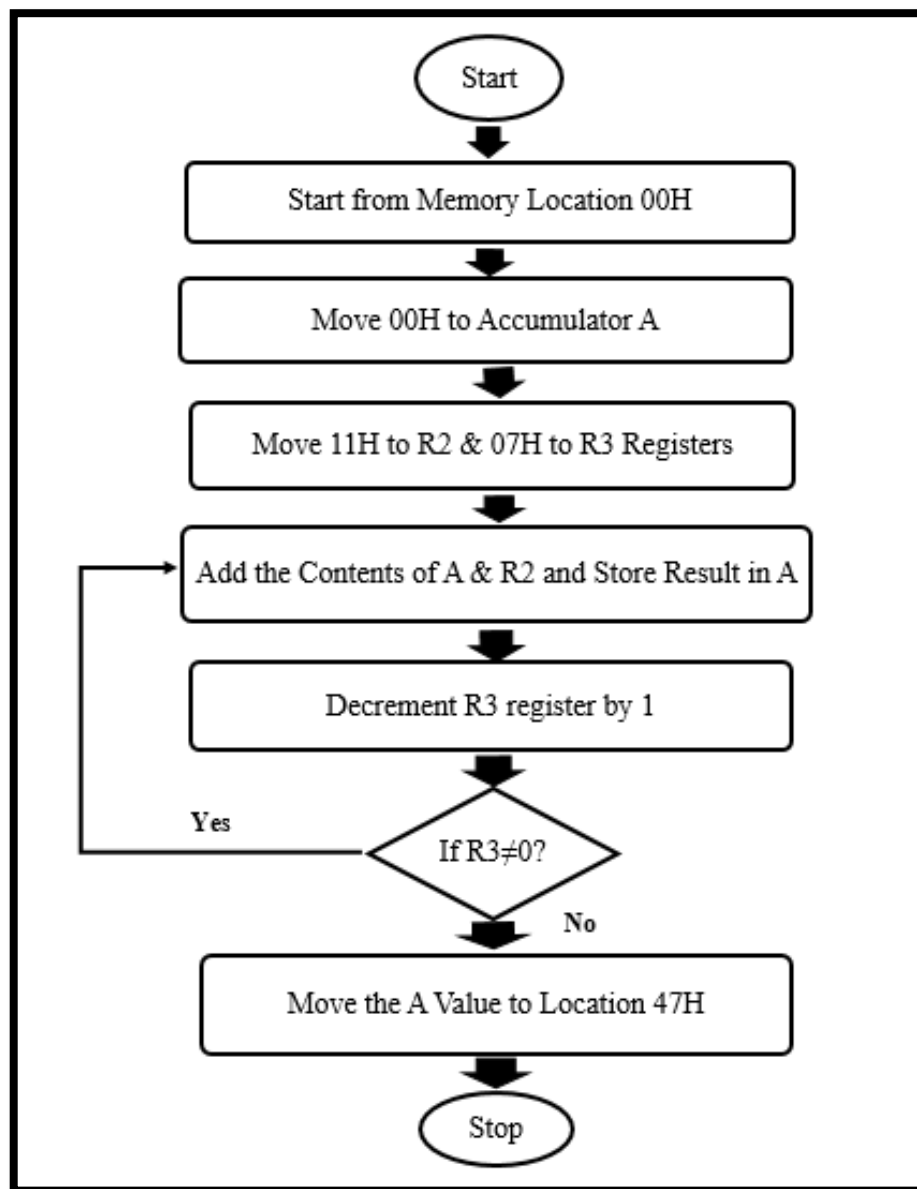 Start
Start from Memory Location 00H
Move 00H to Accumulator A
Move 11H to R2 & 07H to R3 Registers
Add the Contents of A & R2 and Store Result in A
Decrement R3 register by 1
Yes
If R3≠0?
No
Move the A Value to Location 47H
Stop